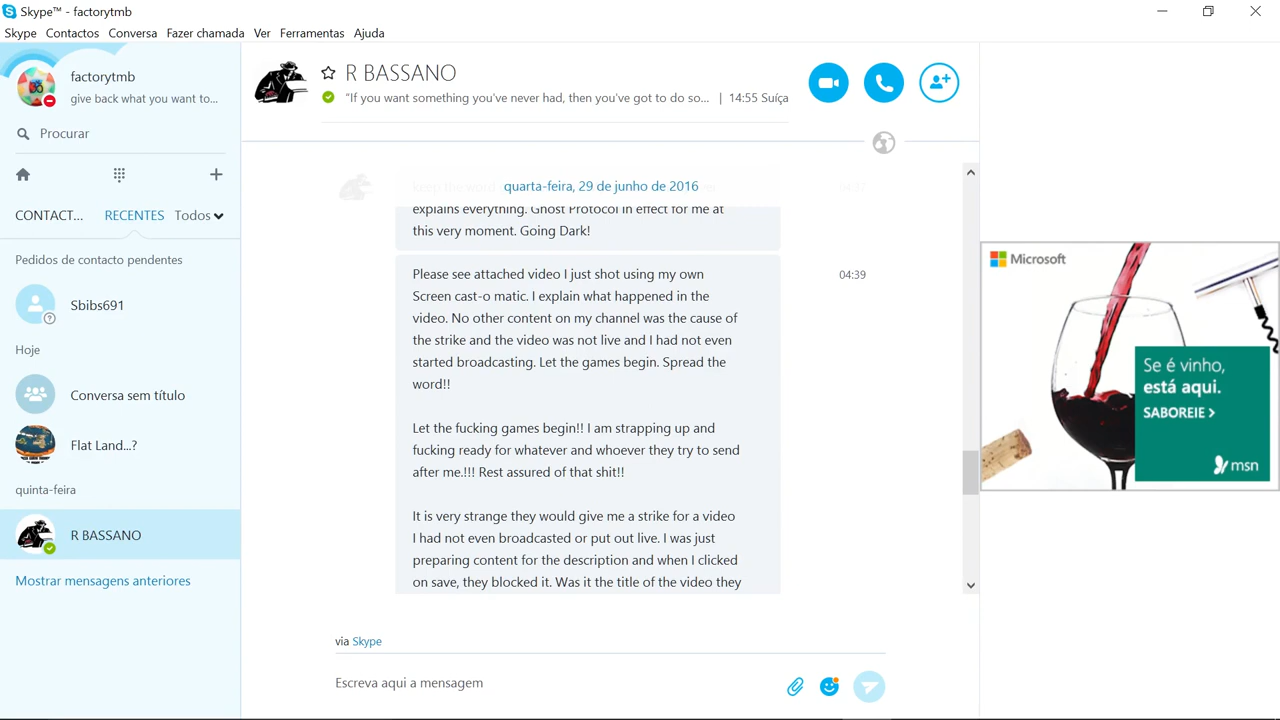 Skype™ - factorytmb
Skype Contactos Conversa Fazer chamada Ver Ferramentas Ajuda
factorytmb
give back what you want to...
Procurar
CONTACT... RECENTES Todos
Pedidos de contacto pendentes
Sbibs691
Hoje
Conversa sem título
Flat Land...?
quinta-feira
R BASSANO
Mostrar mensagens anteriores
R BASSANO
“If you want something you've never had, then you've got to do so... | 14:55 Suíça
quarta-feira, 29 de junho de 2016
keep the word
explains everything. Ghost Protocol in effect for me at
this very moment. Going Dark!
Please see attached video I just shot using my own
Screen cast-o matic. I explain what happened in the
video. No other content on my channel was the cause of
the strike and the video was not live and I had not even
started broadcasting. Let the games begin. Spread the
word!!
04:39
Let the fucking games begin!! I am strapping up and
fucking ready for whatever and whoever they try to send
after me.!!! Rest assured of that shit!!
It is very strange they would give me a strike for a video
I had not even broadcasted or put out live. I was just
preparing content for the description and when I clicked
on save, they blocked it. Was it the title of the video they
via Skype
Escreva aqui a mensagem
Microsoft
Se é vinho,
está aqui.
SABOREIE >
msn